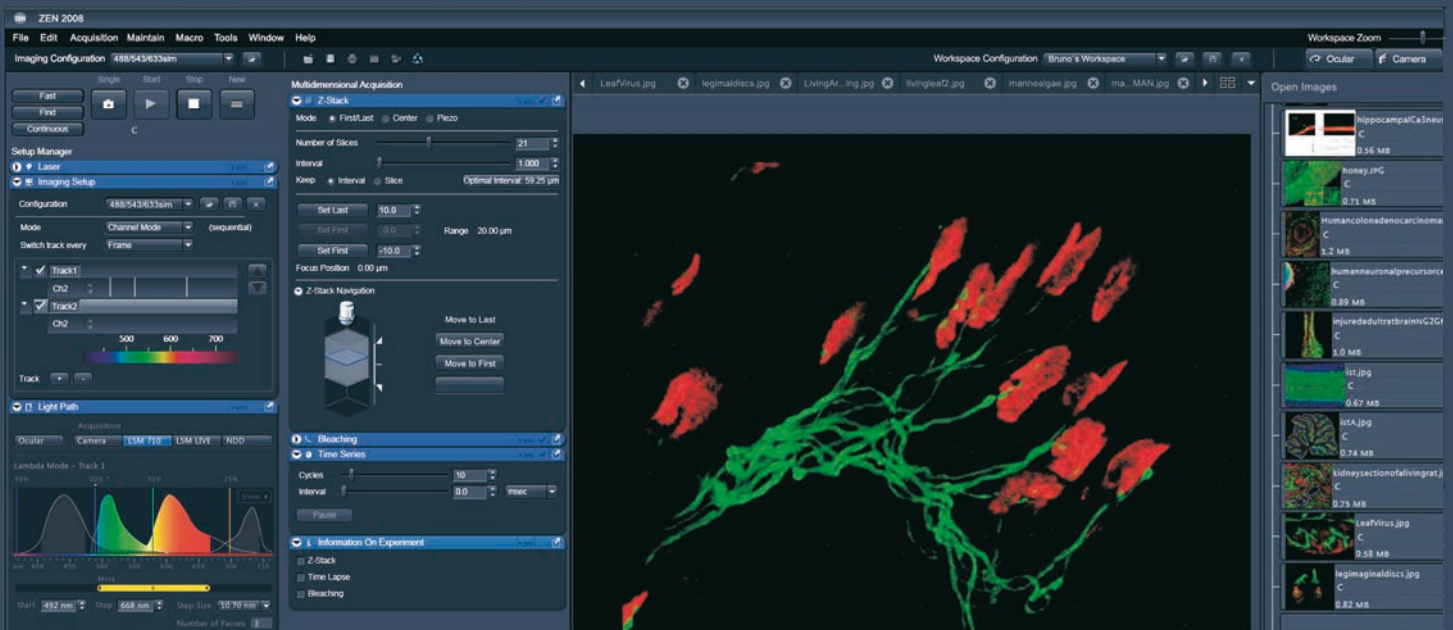 ZEN 2008
File Edit Acquisition Maintain Macro Tools Window Help
Workspace Zoom
Imaging Configuration 488/543/633sim
Workspace Configuration Bruno's Workspace
Ocular Camera
Single Start Stop New
Fast
Find
Continuous
C
Setup Manager
Laser
Imaging Setup
Configuration 488/543/633sim
Mode Channel Mode (sequential)
Switch track every Frame
Track1
Ch2
Track2
Ch2
500 600 700
Track + -
Light Path
Acquisition
Ocular Camera LSM 710 LSM LIVE NDD
Lambda Mode - Track 1
Show
Meta
Start 492 nm Stop 668 nm Step Size 10.70 nm
Number of Passes 1
Multidimensional Acquisition
Z-Stack
Mode First/Last Center Piezo
Number of Slices 21
Interval 1.000
Keep Interval Slice Optimal Interval: 59.25 µm
Set Last 10.0
Set First 0.0 Range 20.00 µm
Set First -10.0
Focus Position 0.00 µm
Z-Stack Navigation
Move to Last
Move to Center
Move to First
Bleaching
Time Series
Cycles 10
Interval 0.0 msec
Pause
Information On Experiment
Z-Stack
Time Lapse
Bleaching
LeafVirus.jpg legimaldiscs.jpg LivingAr...ing.jpg livingleaf2.jpg marinealgae.jpg ma...MAN.jpg
Open Images
hippocampalCa3neur
C
0.56 MB
honey.JPG
C
0.71 MB
Humancolonadenocarcinoma
C
1.2 MB
humanneuronalprecursorce
C
0.89 MB
injuredadultratbrainNG2Gf
C
1.0 MB
ist.jpg
C
0.67 MB
istA.jpg
C
0.74 MB
kidneysectionofalivingrat.j
C
0.75 MB
LeafVirus.jpg
C
0.58 MB
legimaginaldiscs.jpg
C
0.82 MB